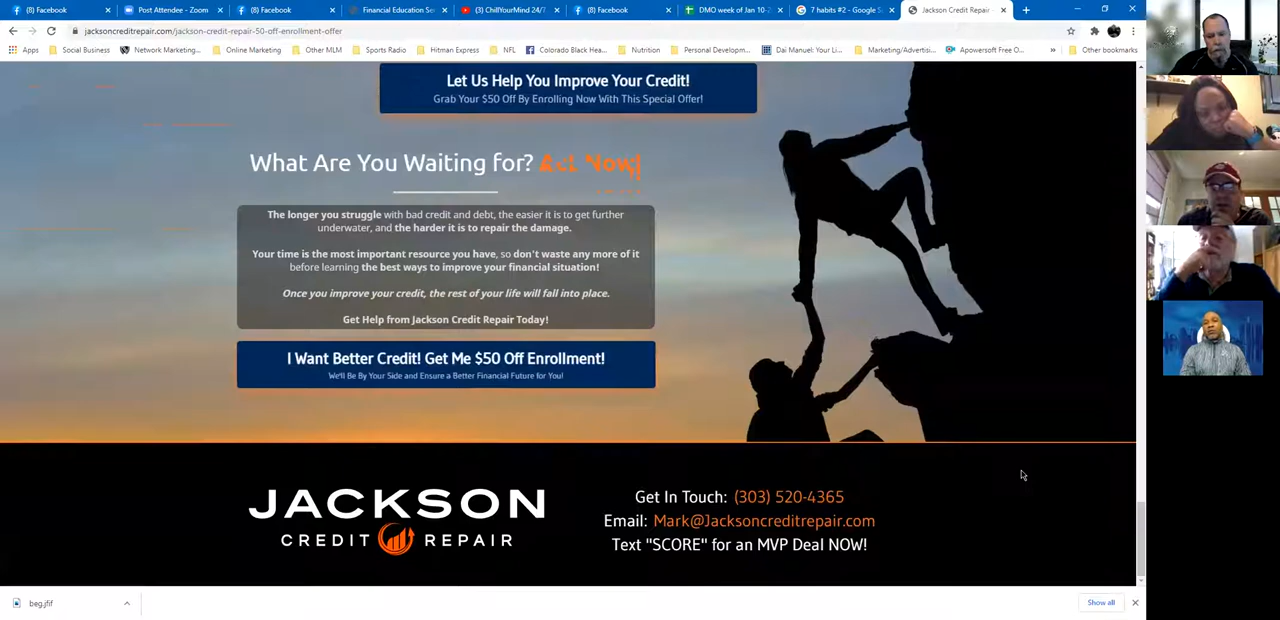 (8) Facebook
Post Attendee - Zoom
(8) Facebook
Financial Education Ser
(3) ChillYourMind 24/7
(8) Facebook
DMO week of Jan 10-
7 habits #2 - Google S
Jackson Credit Repair
jacksoncreditrepair.com/jackson-credit-repair-50-off-enrollment-offer
Apps
Social Business
Network Marketing...
Online Marketing
Other MLM
Sports Radio
Hitman Express
NFL
Colorado Black Hea...
Nutrition
Personal Developm...
Dai Manuel: Your Li...
Marketing/Advertisi...
Apowersoft Free O...
Other bookmarks
Let Us Help You Improve Your Credit!
Grab Your $50 Off By Enrolling Now With This Special Offer!
What Are You Waiting for? Act Now!
The longer you struggle with bad credit and debt, the easier it is to get further
underwater, and the harder it is to repair the damage.
Your time is the most important resource you have, so don't waste any more of it
before learning the best ways to improve your financial situation!
Once you improve your credit, the rest of your life will fall into place.
Get Help from Jackson Credit Repair Today!
I Want Better Credit! Get Me $50 Off Enrollment!
We'll Be By Your Side and Ensure a Better Financial Future for You!
JACKSON
CREDIT REPAIR
Get In Touch: (303) 520-4365
Email: Mark@Jacksoncreditrepair.com
Text "SCORE" for an MVP Deal NOW!
beg.jfif
Show all